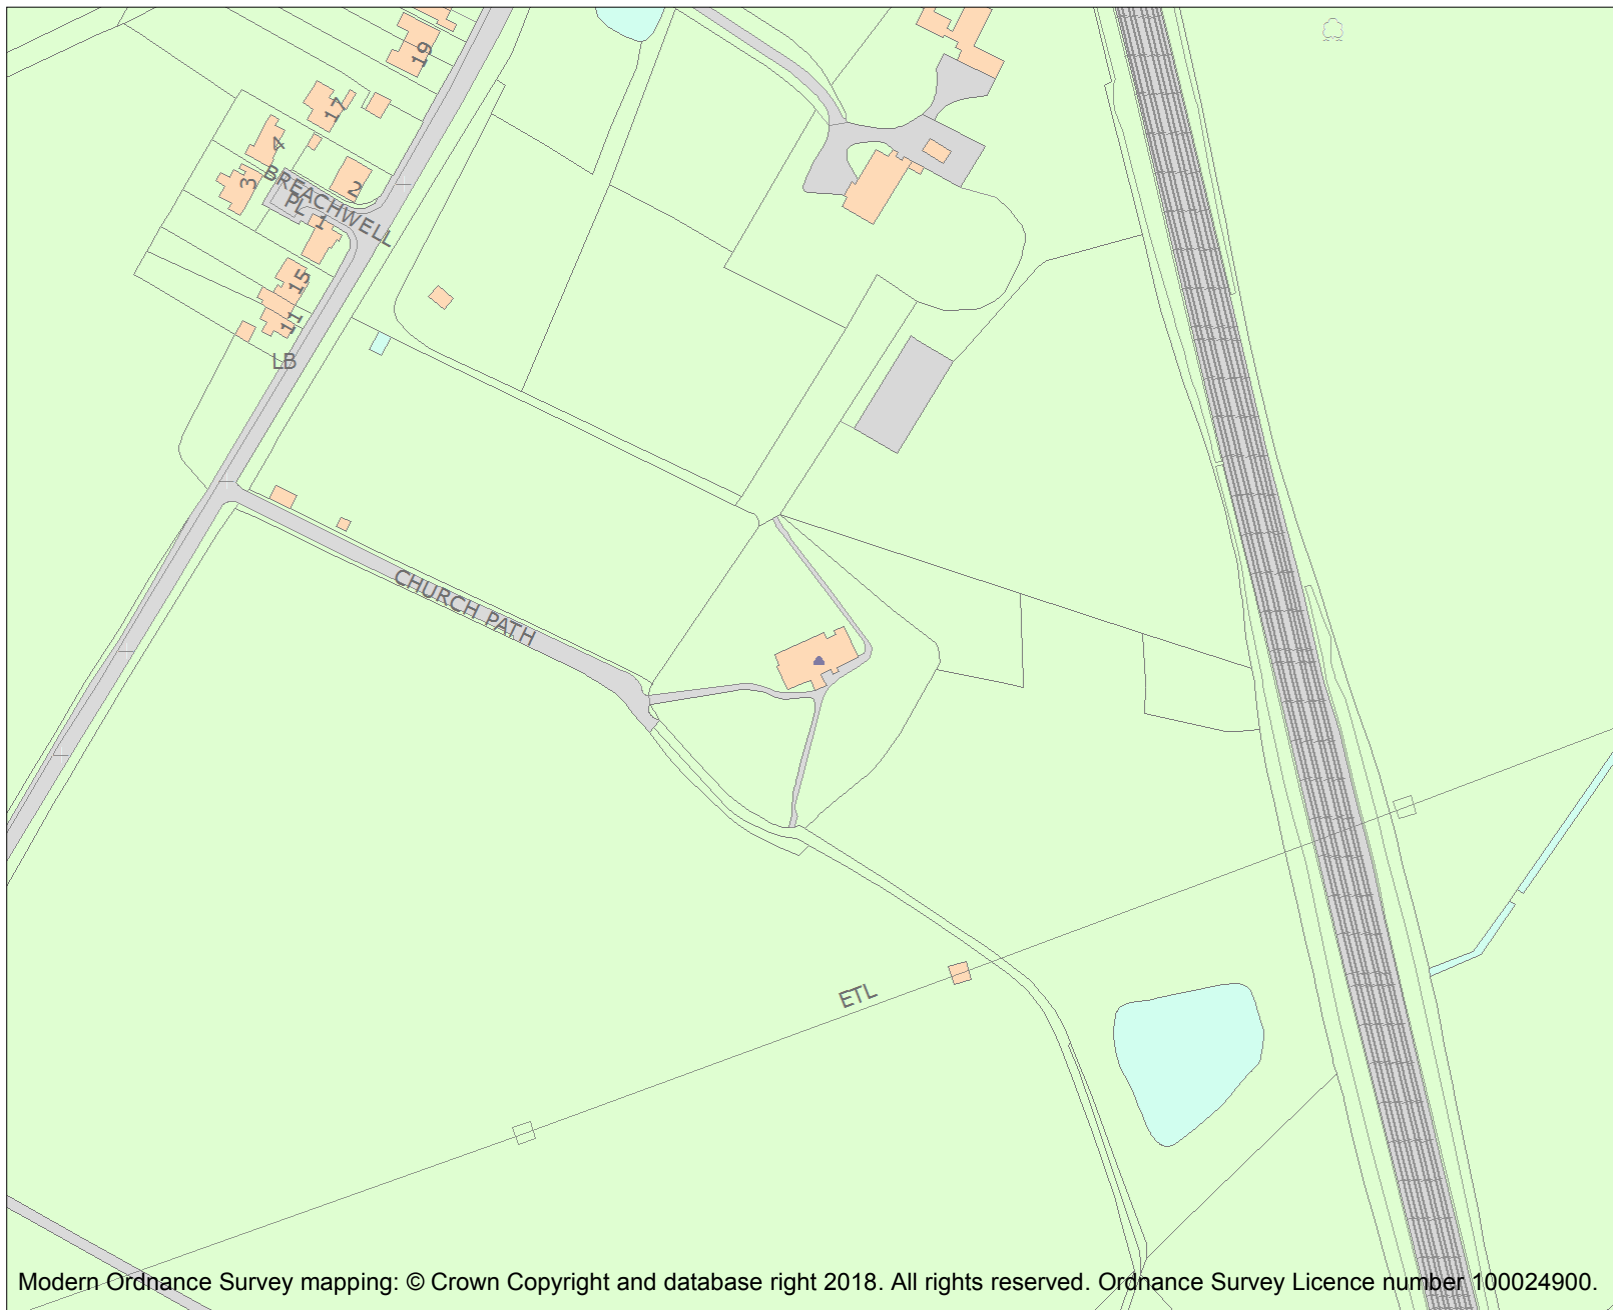 19
17
4
3
2
BREACHWELL
PL
1
15
11
LB
CHURCH PATH
ETL
Modern Ordnance Survey mapping: © Crown Copyright and database right 2018. All rights reserved. Ordnance Survey Licence number 100024900.